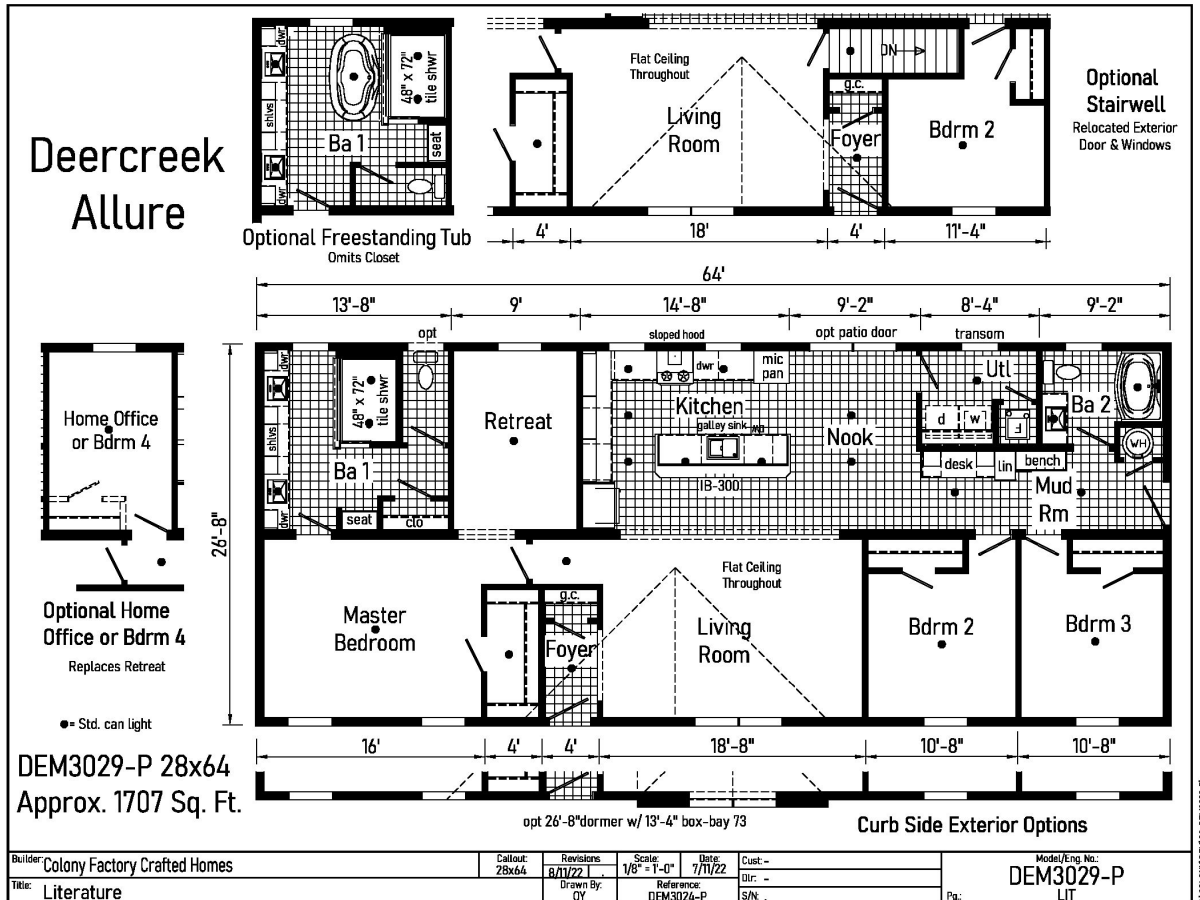 Deercreek
Allure
dwr
shlvs
dwr
48" x 72"
tile shwr
Ba 1
seat
Optional Freestanding Tub
Omits Closet
Flat Ceiling
Throughout
Living
Room
DN
g.c.
Foyer
Bdrm 2
4'
18'
4'
11'-4"
Optional
Stairwell
Relocated Exterior
Door & Windows
64'
13'-8"
9'
14'-8"
9'-2"
8'-4"
9'-2"
opt
sloped hood
opt patio door
transom
26'-8"
Home Office
or Bdrm 4
Optional Home
Office or Bdrm 4
Replaces Retreat
= Std. can light
DEM3029-P 28x64
Approx. 1707 Sq. Ft.
dwr
shlvs
dwr
48" x 72"
tile shwr
Ba 1
seat
clo
Retreat
dwr
mic
pan
Kitchen
galley sink
DW
IB-300
Nook
Utl
d
w
F
Ba 2
WH
desk
lin
bench
Mud
Rm
Master
Bedroom
g.c.
Foyer
Flat Ceiling
Throughout
Living
Room
Bdrm 2
Bdrm 3
16'
4'
4'
18'-8"
10'-8"
10'-8"
opt 26'-8"dormer w/ 13'-4" box-bay 73
Curb Side Exterior Options
Builder: Colony Factory Crafted Homes
Title: Literature
Callout:
28x64
Revisions
8/11/22
Scale:
1/8" = 1'-0"
Date:
7/11/22
Drawn By:
OY
Reference:
DEM3024-P
Cust: -
Dlr: -
S/N: .
Model/Eng. No.:
DEM3029-P
Pg.: LIT